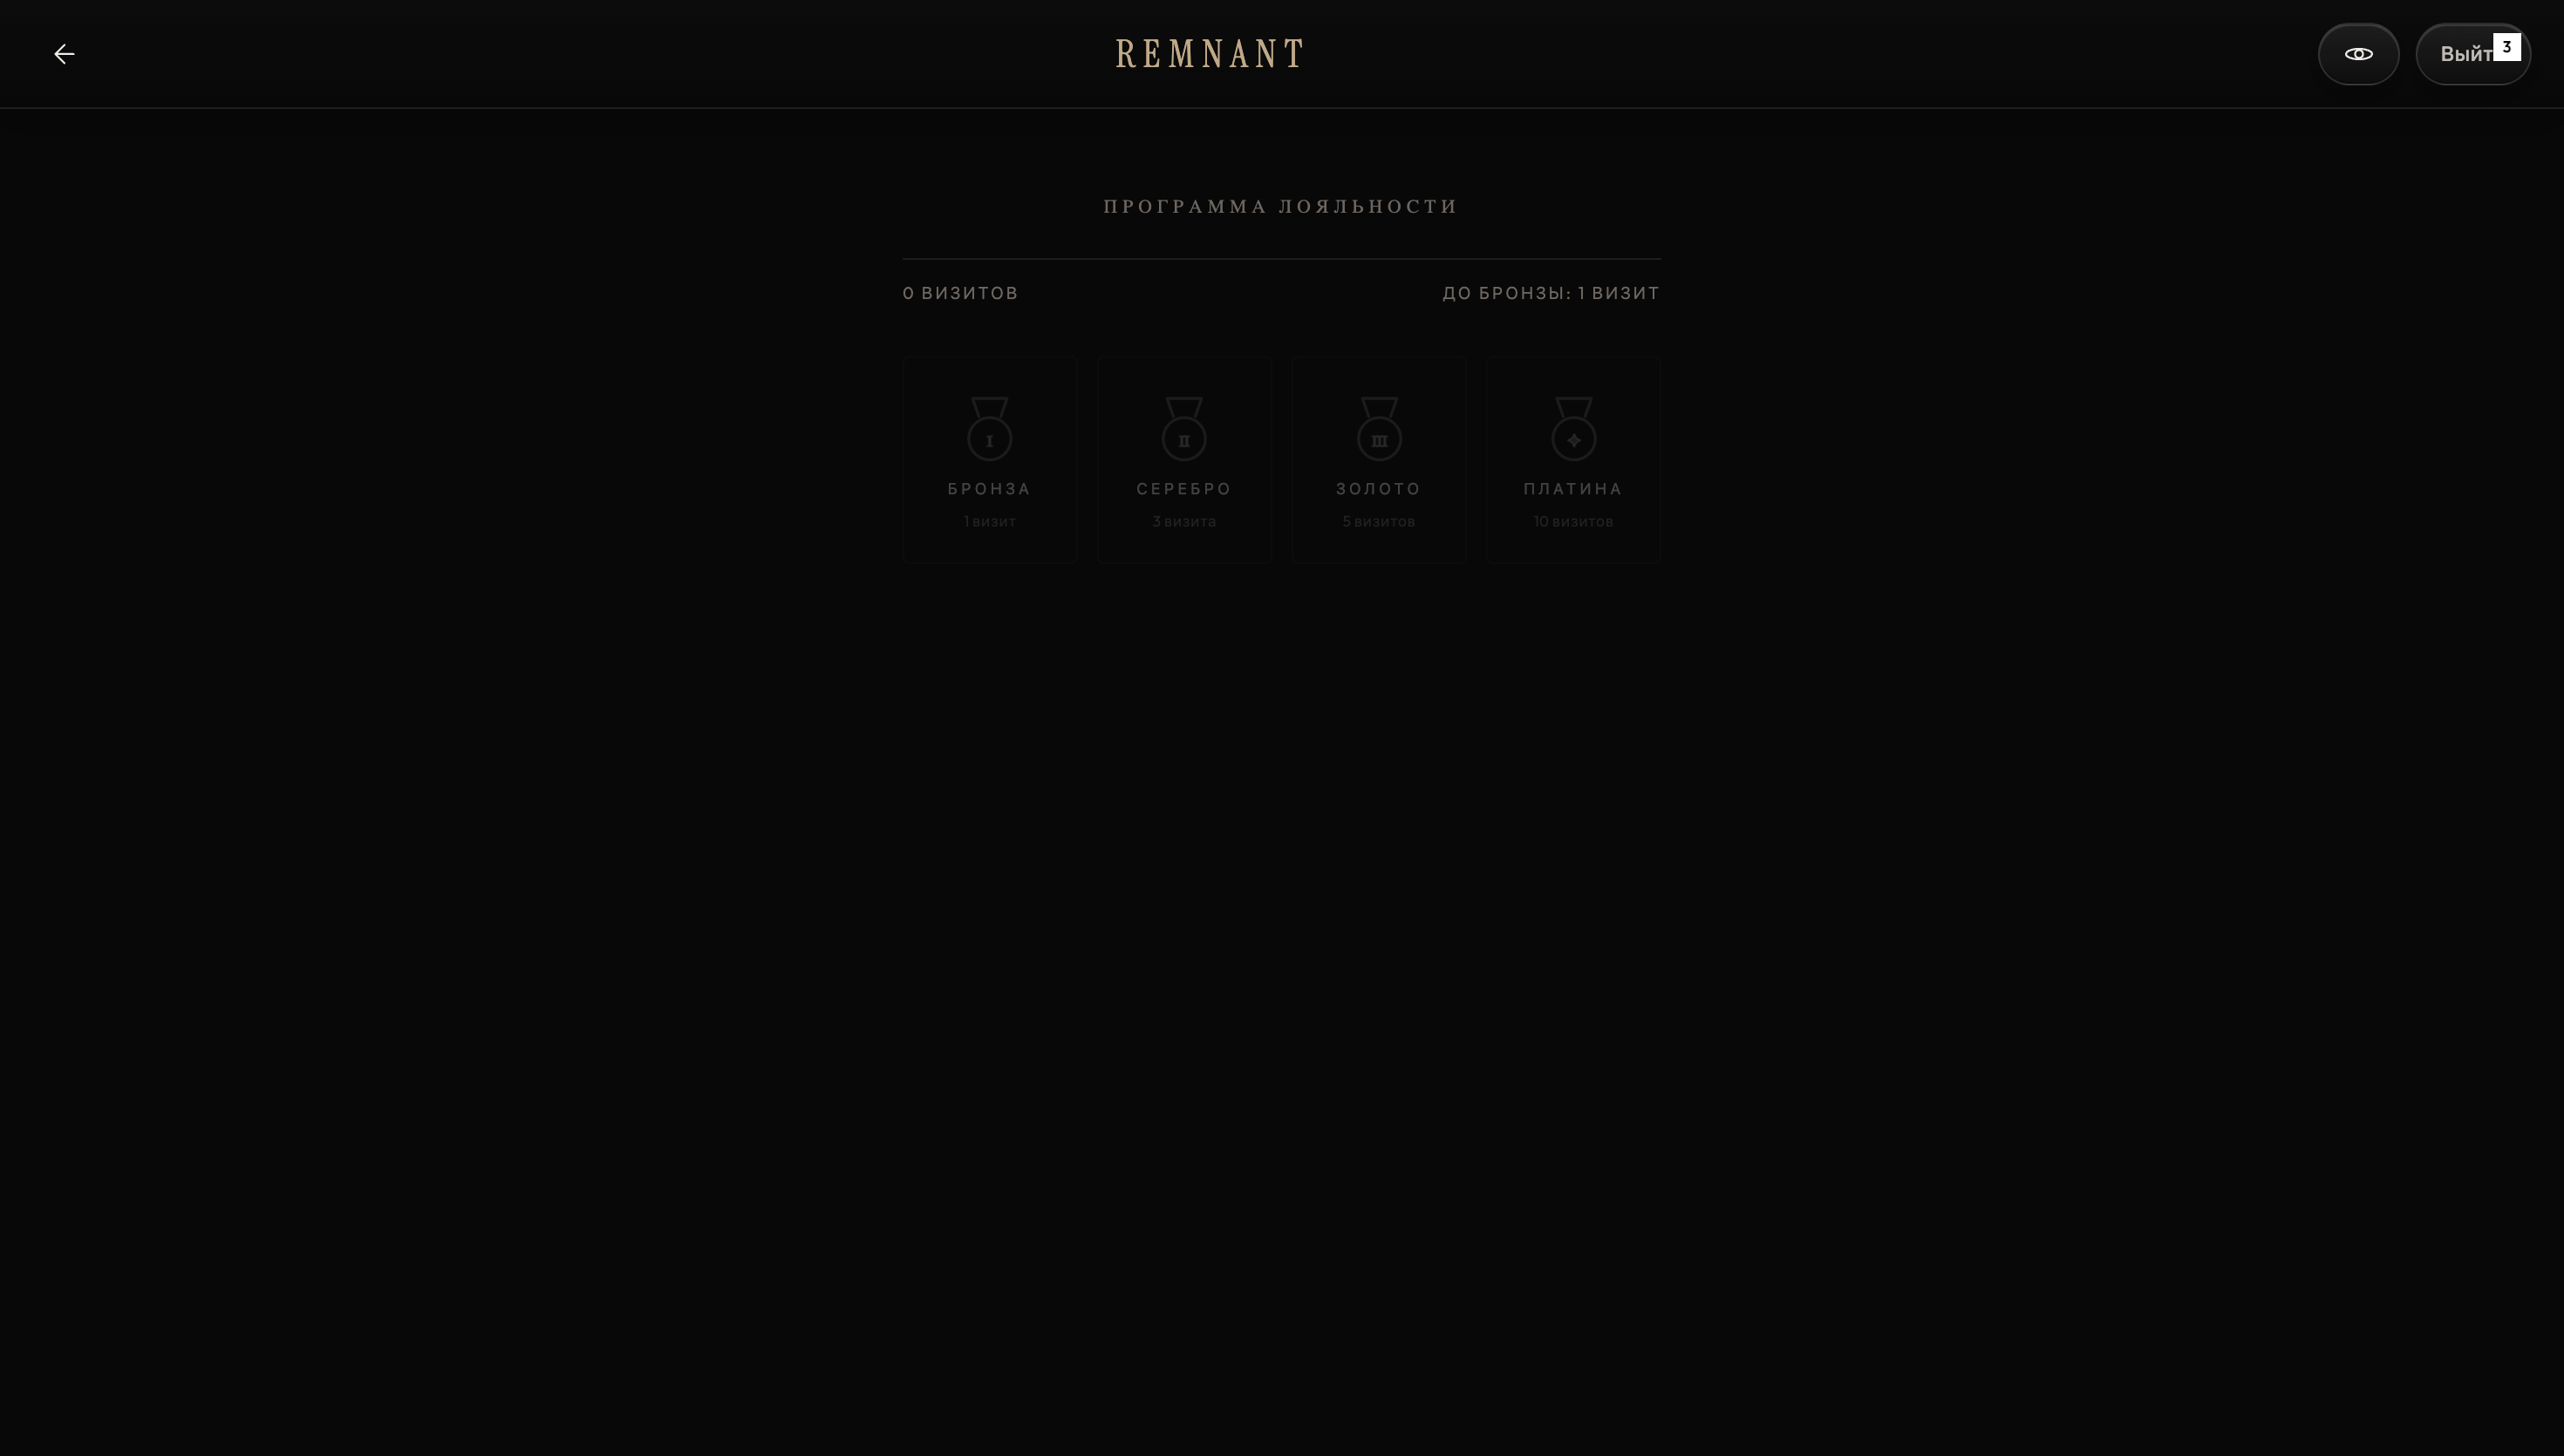 REMNANT
Выйт 3
ПРОГРАММА ЛОЯЛЬНОСТИ
0 ВИЗИТОВ
ДО БРОНЗЫ: 1 ВИЗИТ
I
II
III
БРОНЗА
СЕРЕБРО
ЗОЛОТО
ПЛАТИНА
1 визит
3 визита
5 визитов
10 визитов